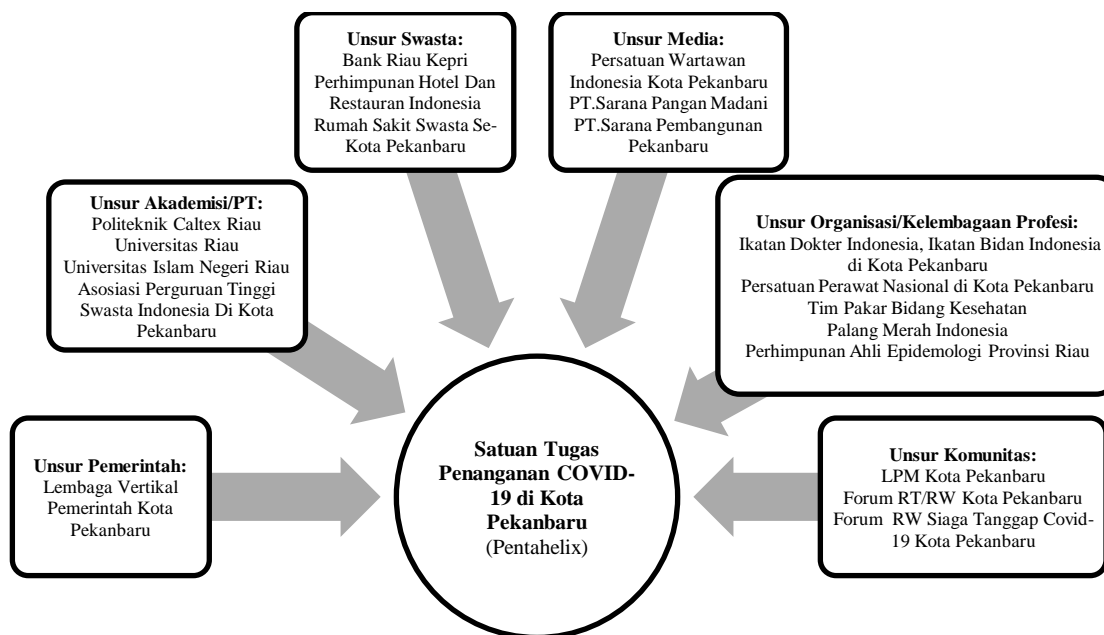 Unsur Swasta:
Bank Riau Kepri
Perhimpunan Hotel Dan
Restauran Indonesia
Rumah Sakit Swasta Se-
Kota Pekanbaru
Unsur Media:
Persatuan Wartawan
Indonesia Kota Pekanbaru
PT.Sarana Pangan Madani
PT.Sarana Pembangunan
Pekanbaru
Unsur Akademisi/PT:
Politeknik Caltex Riau
Universitas Riau
Universitas Islam Negeri Riau
Asosiasi Perguruan Tinggi
Swasta Indonesia Di Kota
Pekanbaru
Unsur Organisasi/Kelembagaan Profesi:
Ikatan Dokter Indonesia, Ikatan Bidan Indonesia
di Kota Pekanbaru
Persatuan Perawat Nasional di Kota Pekanbaru
Tim Pakar Bidang Kesehatan
Palang Merah Indonesia
Perhimpunan Ahli Epidemologi Provinsi Riau
Unsur Pemerintah:
Lembaga Vertikal
Pemerintah Kota
Pekanbaru
Satuan Tugas
Penanganan COVID-
19 di Kota
Pekanbaru
(Pentahelix)
Unsur Komunitas:
LPM Kota Pekanbaru
Forum RT/RW Kota Pekanbaru
Forum RW Siaga Tanggap Covid-
19 Kota Pekanbaru